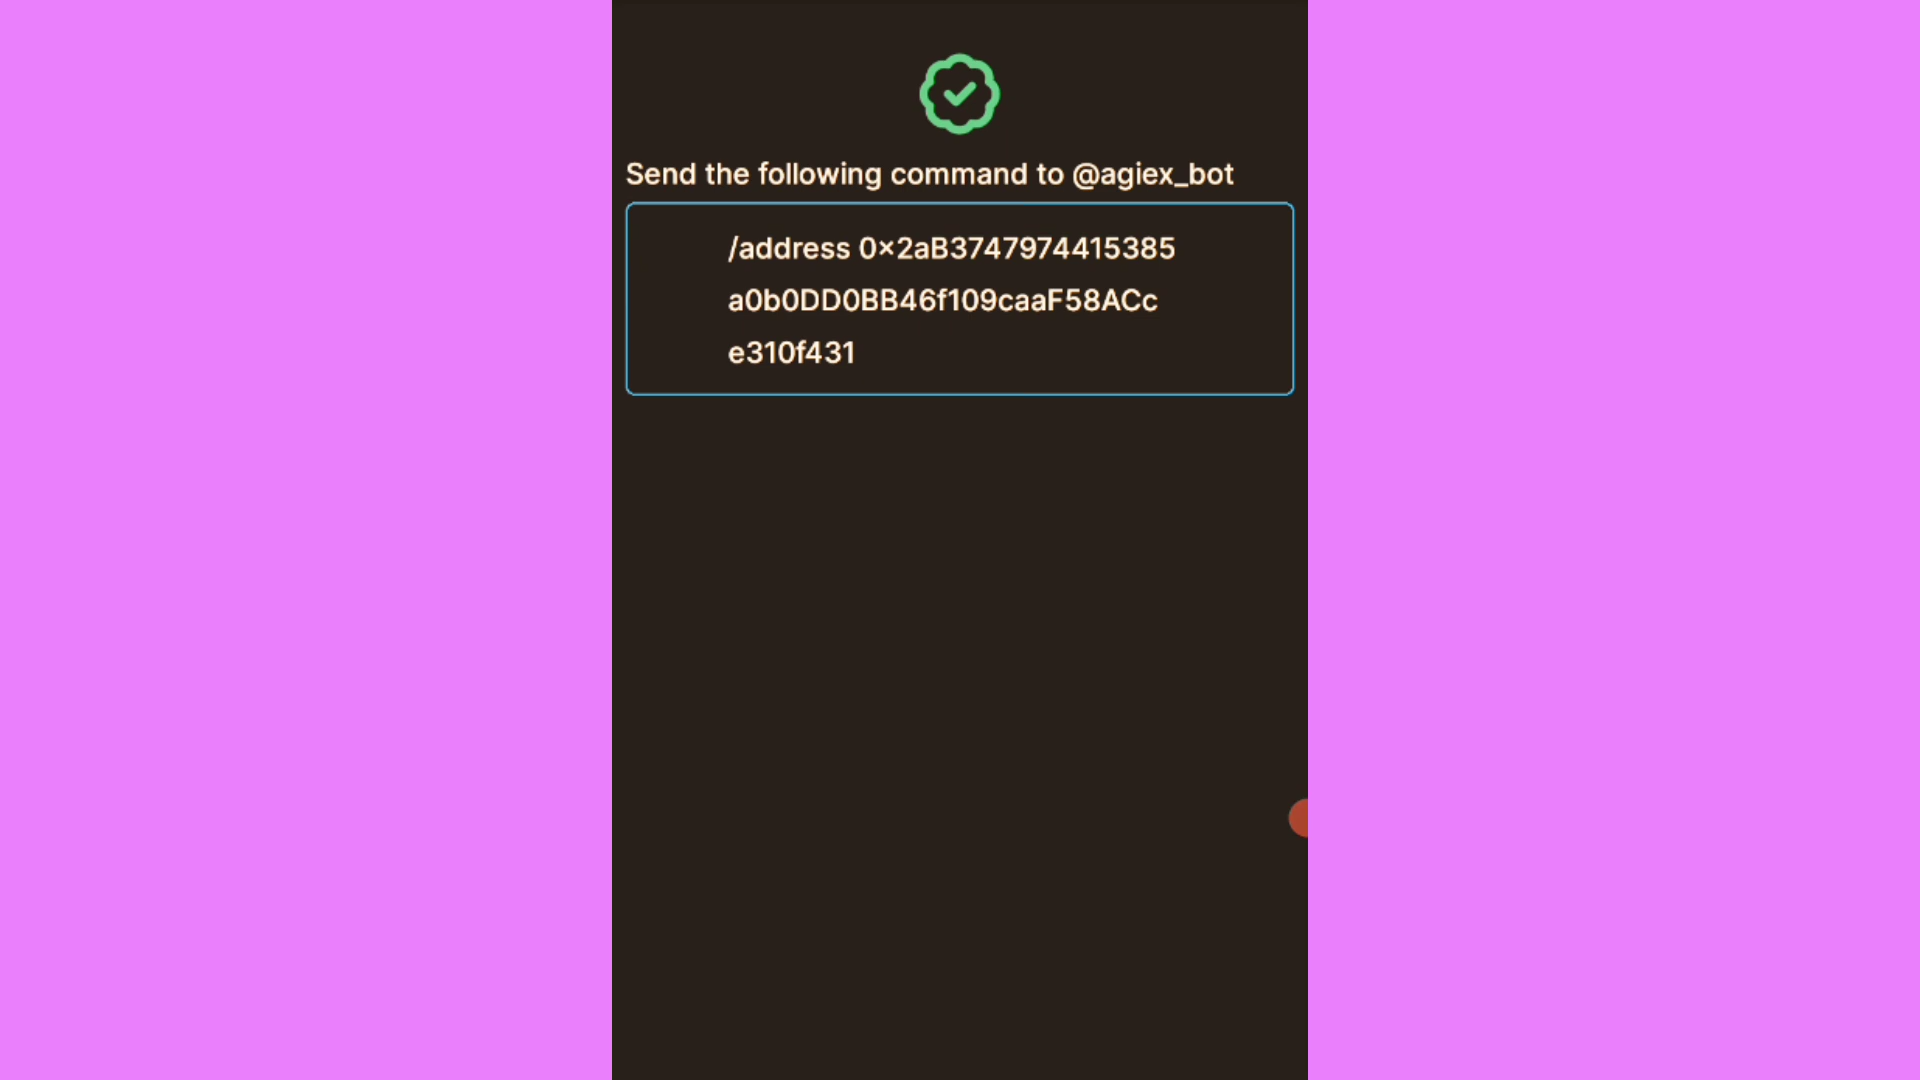 Send the following command to @agiex_bot
/address 0×2aB3747974415385
a0b0DD0BB46f109caaF58ACc
e310f431